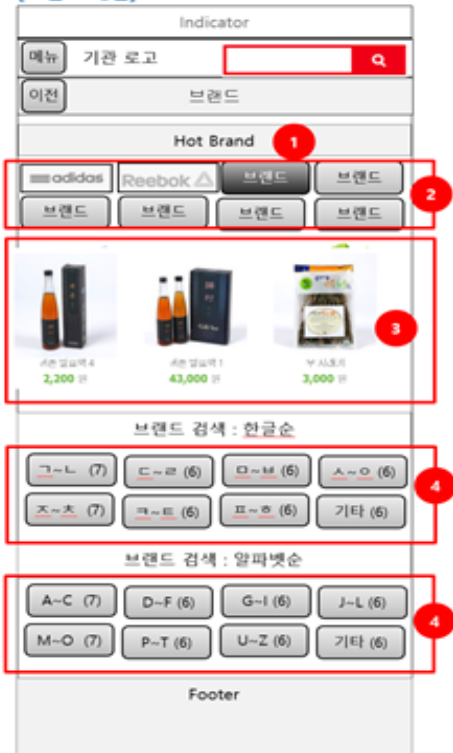 Indicator
메뉴 기관 로고
이전 브랜드
Hot Brand 1
adidas Reebok 브랜드 브랜드
2
브랜드 브랜드 브랜드 브랜드
3
2,200 원 43,000 원 3,000 원
브랜드 검색 : 한글순
ㄱ~ㄴ (7) ㄷ~ㄹ (6) ㅁ~ㅂ (6) ㅅ~ㅇ (6)
4
ㅈ~ㅊ (7) ㅋ~ㅌ (6) ㅍ~ㅎ (6) 기타 (6)
브랜드 검색 : 알파벳순
A~C (7) D~F (6) G~I (6) J~L (6)
4
M~O (7) P~T (6) U~Z (6) 기타 (6)
Footer